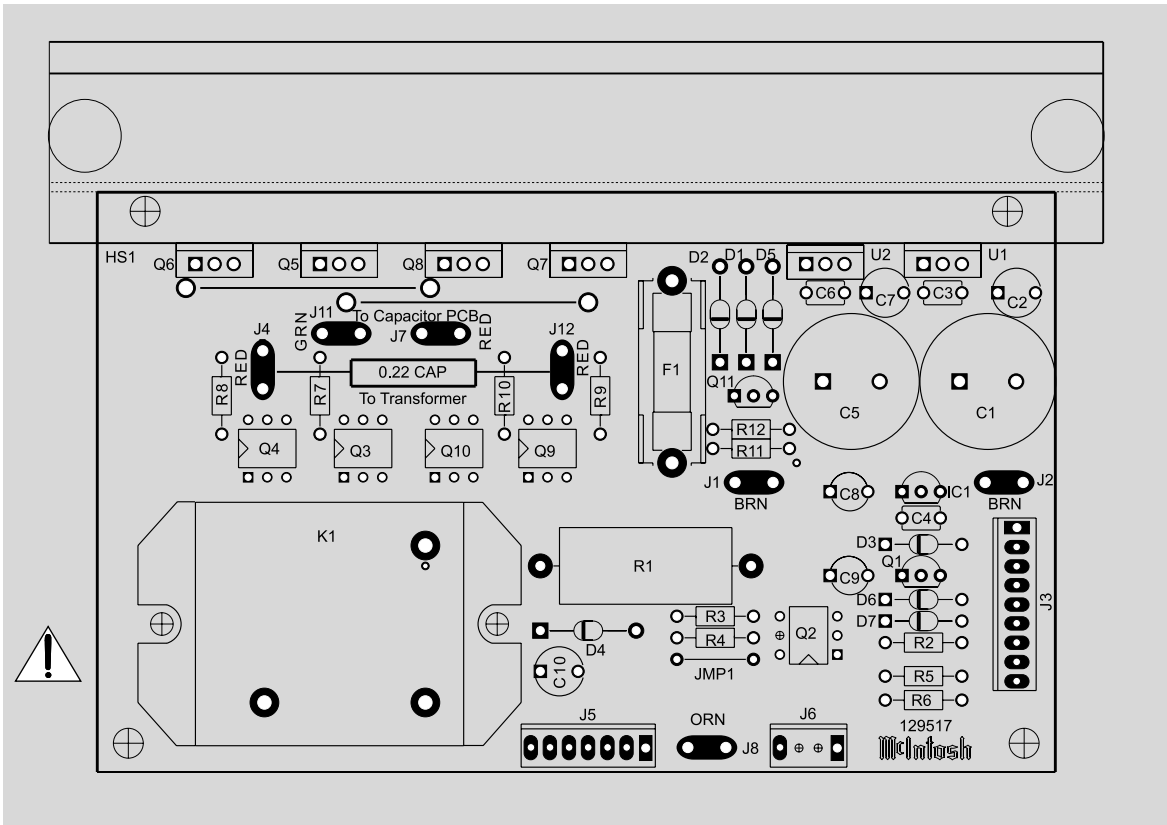 HS1
Q6
Q5
Q8
Q7
D2
D1
D5
U2
U1
C6
C7
C3
C2
GRN
J11
To Capacitor PCB
J7
RED
J4
RED
J12
RED
0.22 CAP
To Transformer
R8
R7
R10
R9
F1
Q11
C5
C1
R12
R11
Q4
Q3
Q10
Q9
J1
BRN
C8
IC1
J2
BRN
C4
K1
R1
D3
C9
Q1
D6
J3
D7
R3
R4
Q2
R2
D4
C10
JMP1
R5
R6
J5
ORN
J8
J6
129517
McIntosh